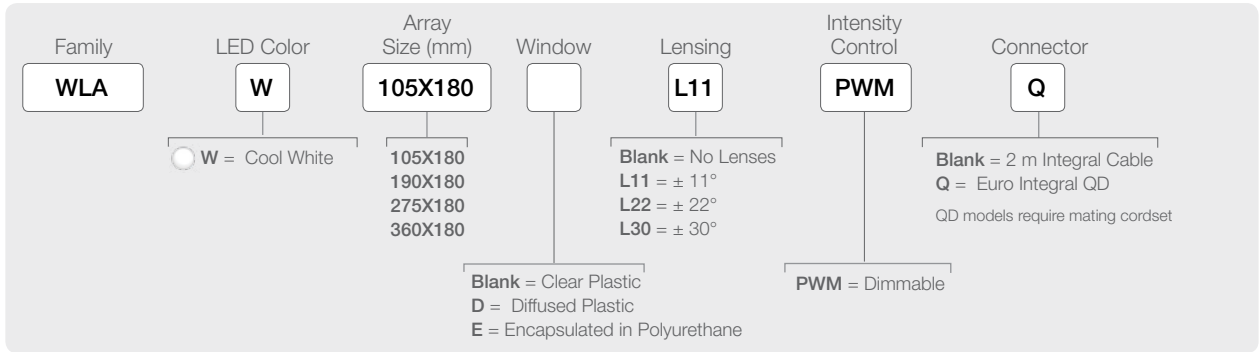 Family
LED Color
Array
Size (mm)
Window
Lensing
Intensity
Control
Connector
WLA
W
105X180
L11
PWM
Q
W = Cool White
105X180
190X180
275X180
360X180
Blank = No Lenses
L11 = ± 11°
L22 = ± 22°
L30 = ± 30°
Blank = 2 m Integral Cable
Q = Euro Integral QD
QD models require mating cordset
Blank = Clear Plastic
D = Diffused Plastic
E = Encapsulated in Polyurethane
PWM = Dimmable